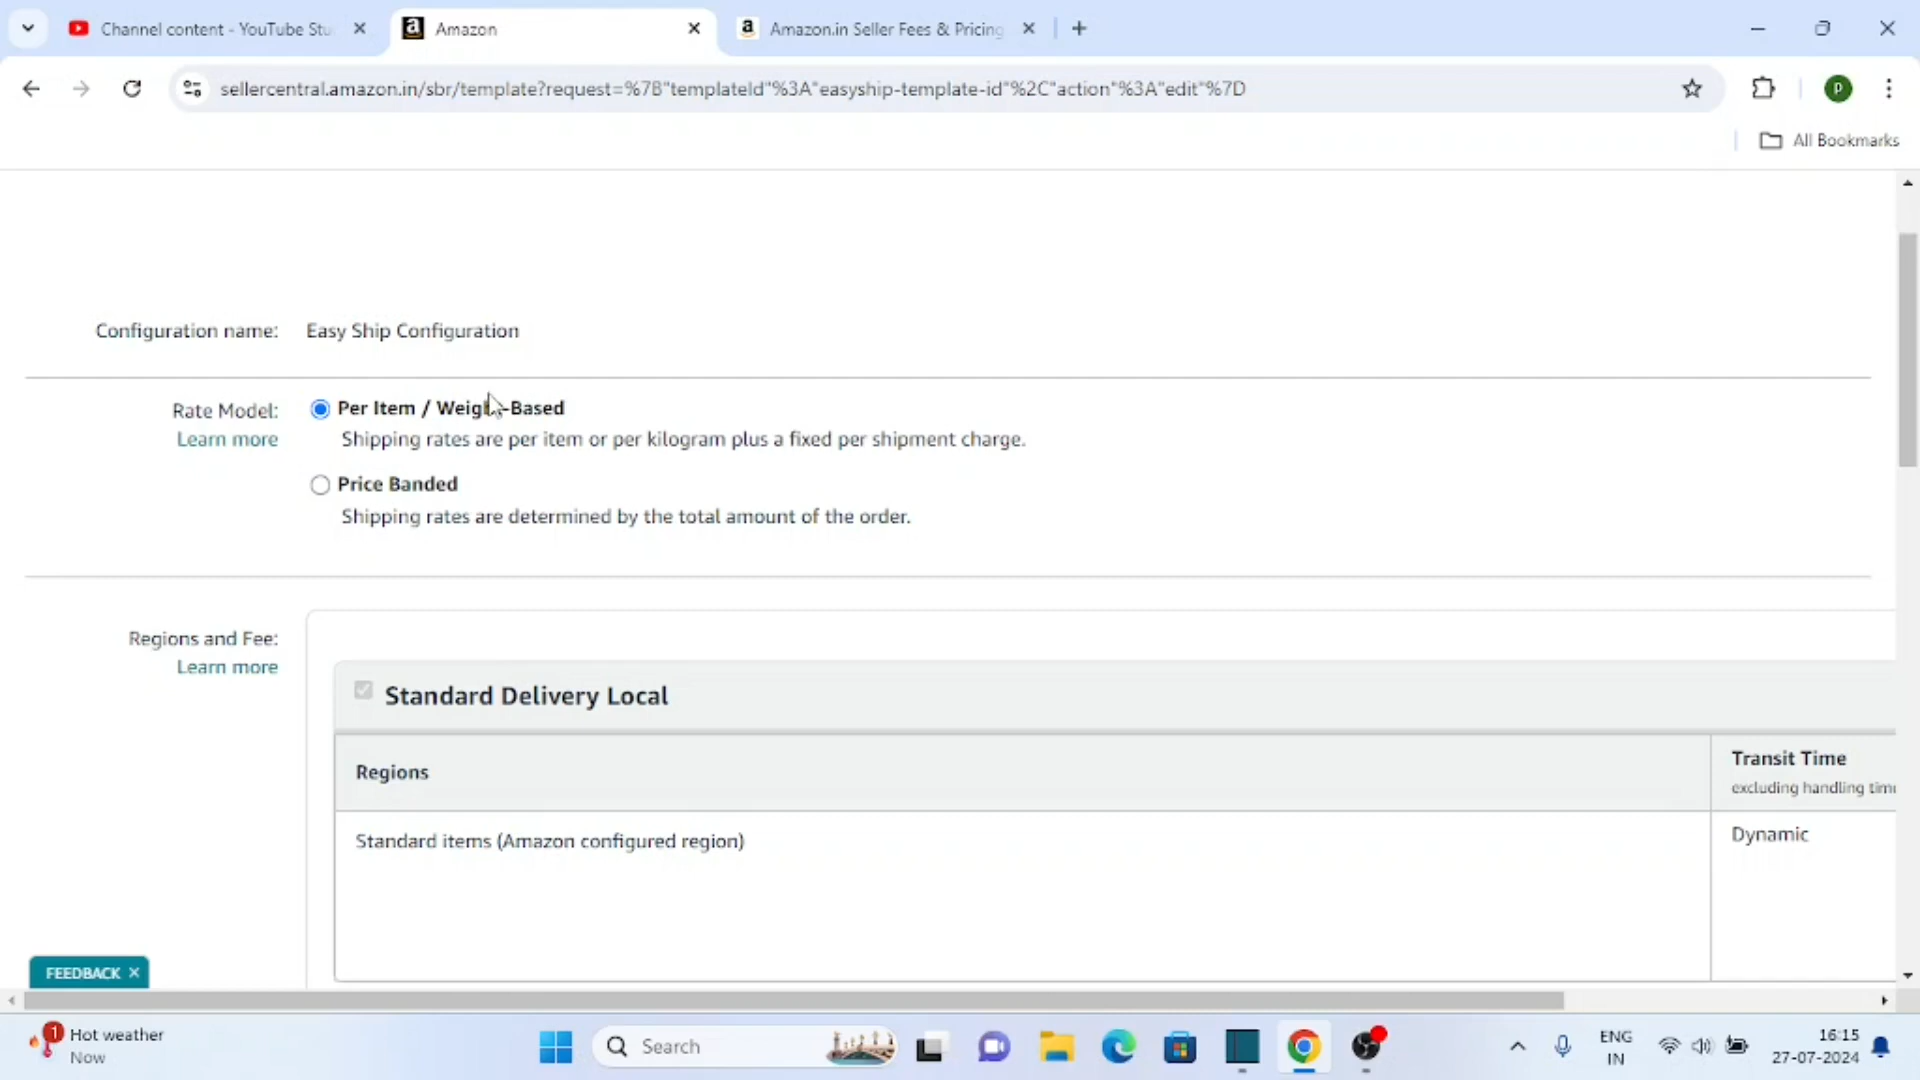 Channel content - YouTube Stu
Amazon
Amazon.in Seller Fees & Pricing
sellercentral.amazon.in/sbr/template?request=%7B"templateId"%3A"easyship-template-id"%2C"action"%3A"edit"%7D
P
All Bookmarks
Configuration name: Easy Ship Configuration
Rate Model: Per Item / Weight-Based
Learn more Shipping rates are per item or per kilogram plus a fixed per shipment charge.
Price Banded
Shipping rates are determined by the total amount of the order.
Regions and Fee:
Learn more
Standard Delivery Local
Regions
Transit Time
excluding handling time
Standard items (Amazon configured region)
Dynamic
FEEDBACK
1
Hot weather
Now
Search
ENG
IN
16:15
27-07-2024